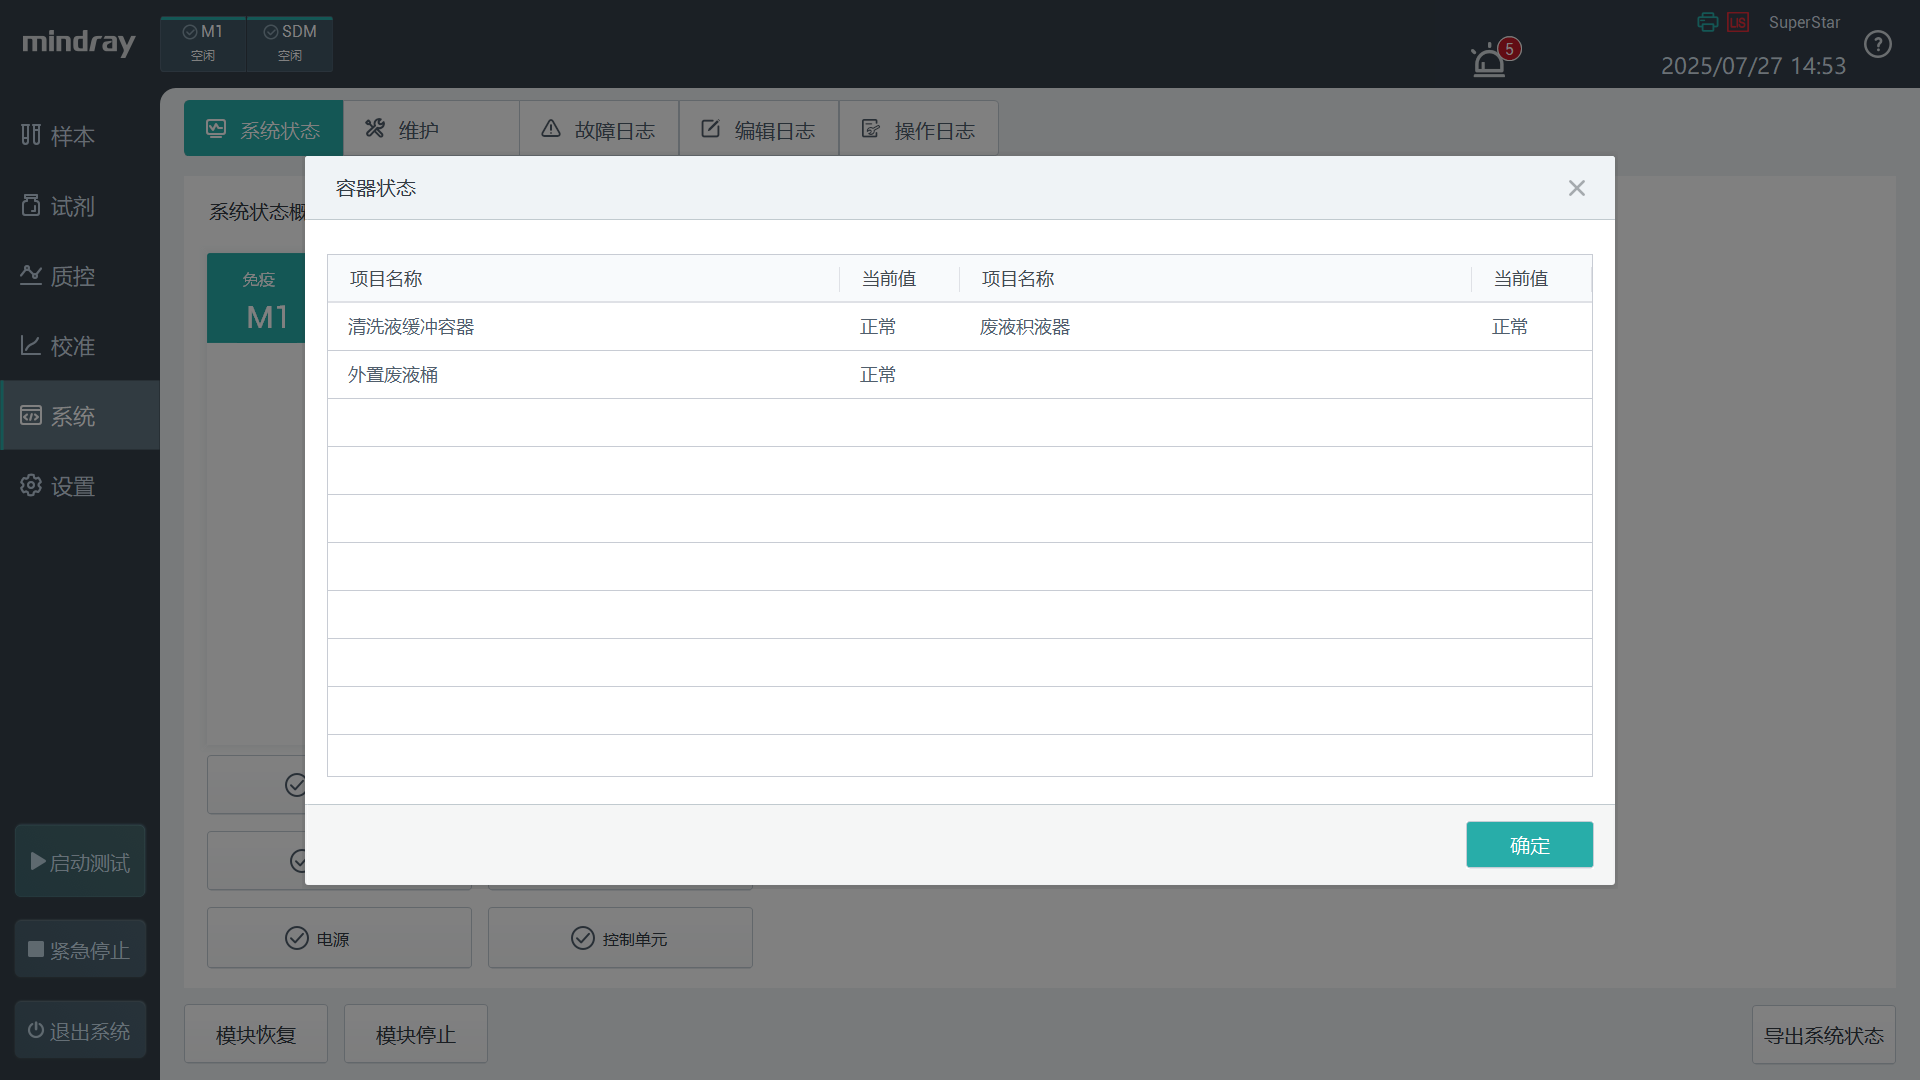 mindray
M1
空闲
SDM
空闲
5
LIS
SuperStar
2025/07/27 14:53
?
样本
试剂
质控
校准
系统
设置
启动测试
紧急停止
退出系统
系统状态
维护
故障日志
编辑日志
操作日志
系统状态概
免疫
M1
容器状态
项目名称 当前值 项目名称 当前值
清洗液缓冲容器 正常 废液积液器 正常
外置废液桶 正常
确定
电源
控制单元
模块恢复
模块停止
导出系统状态